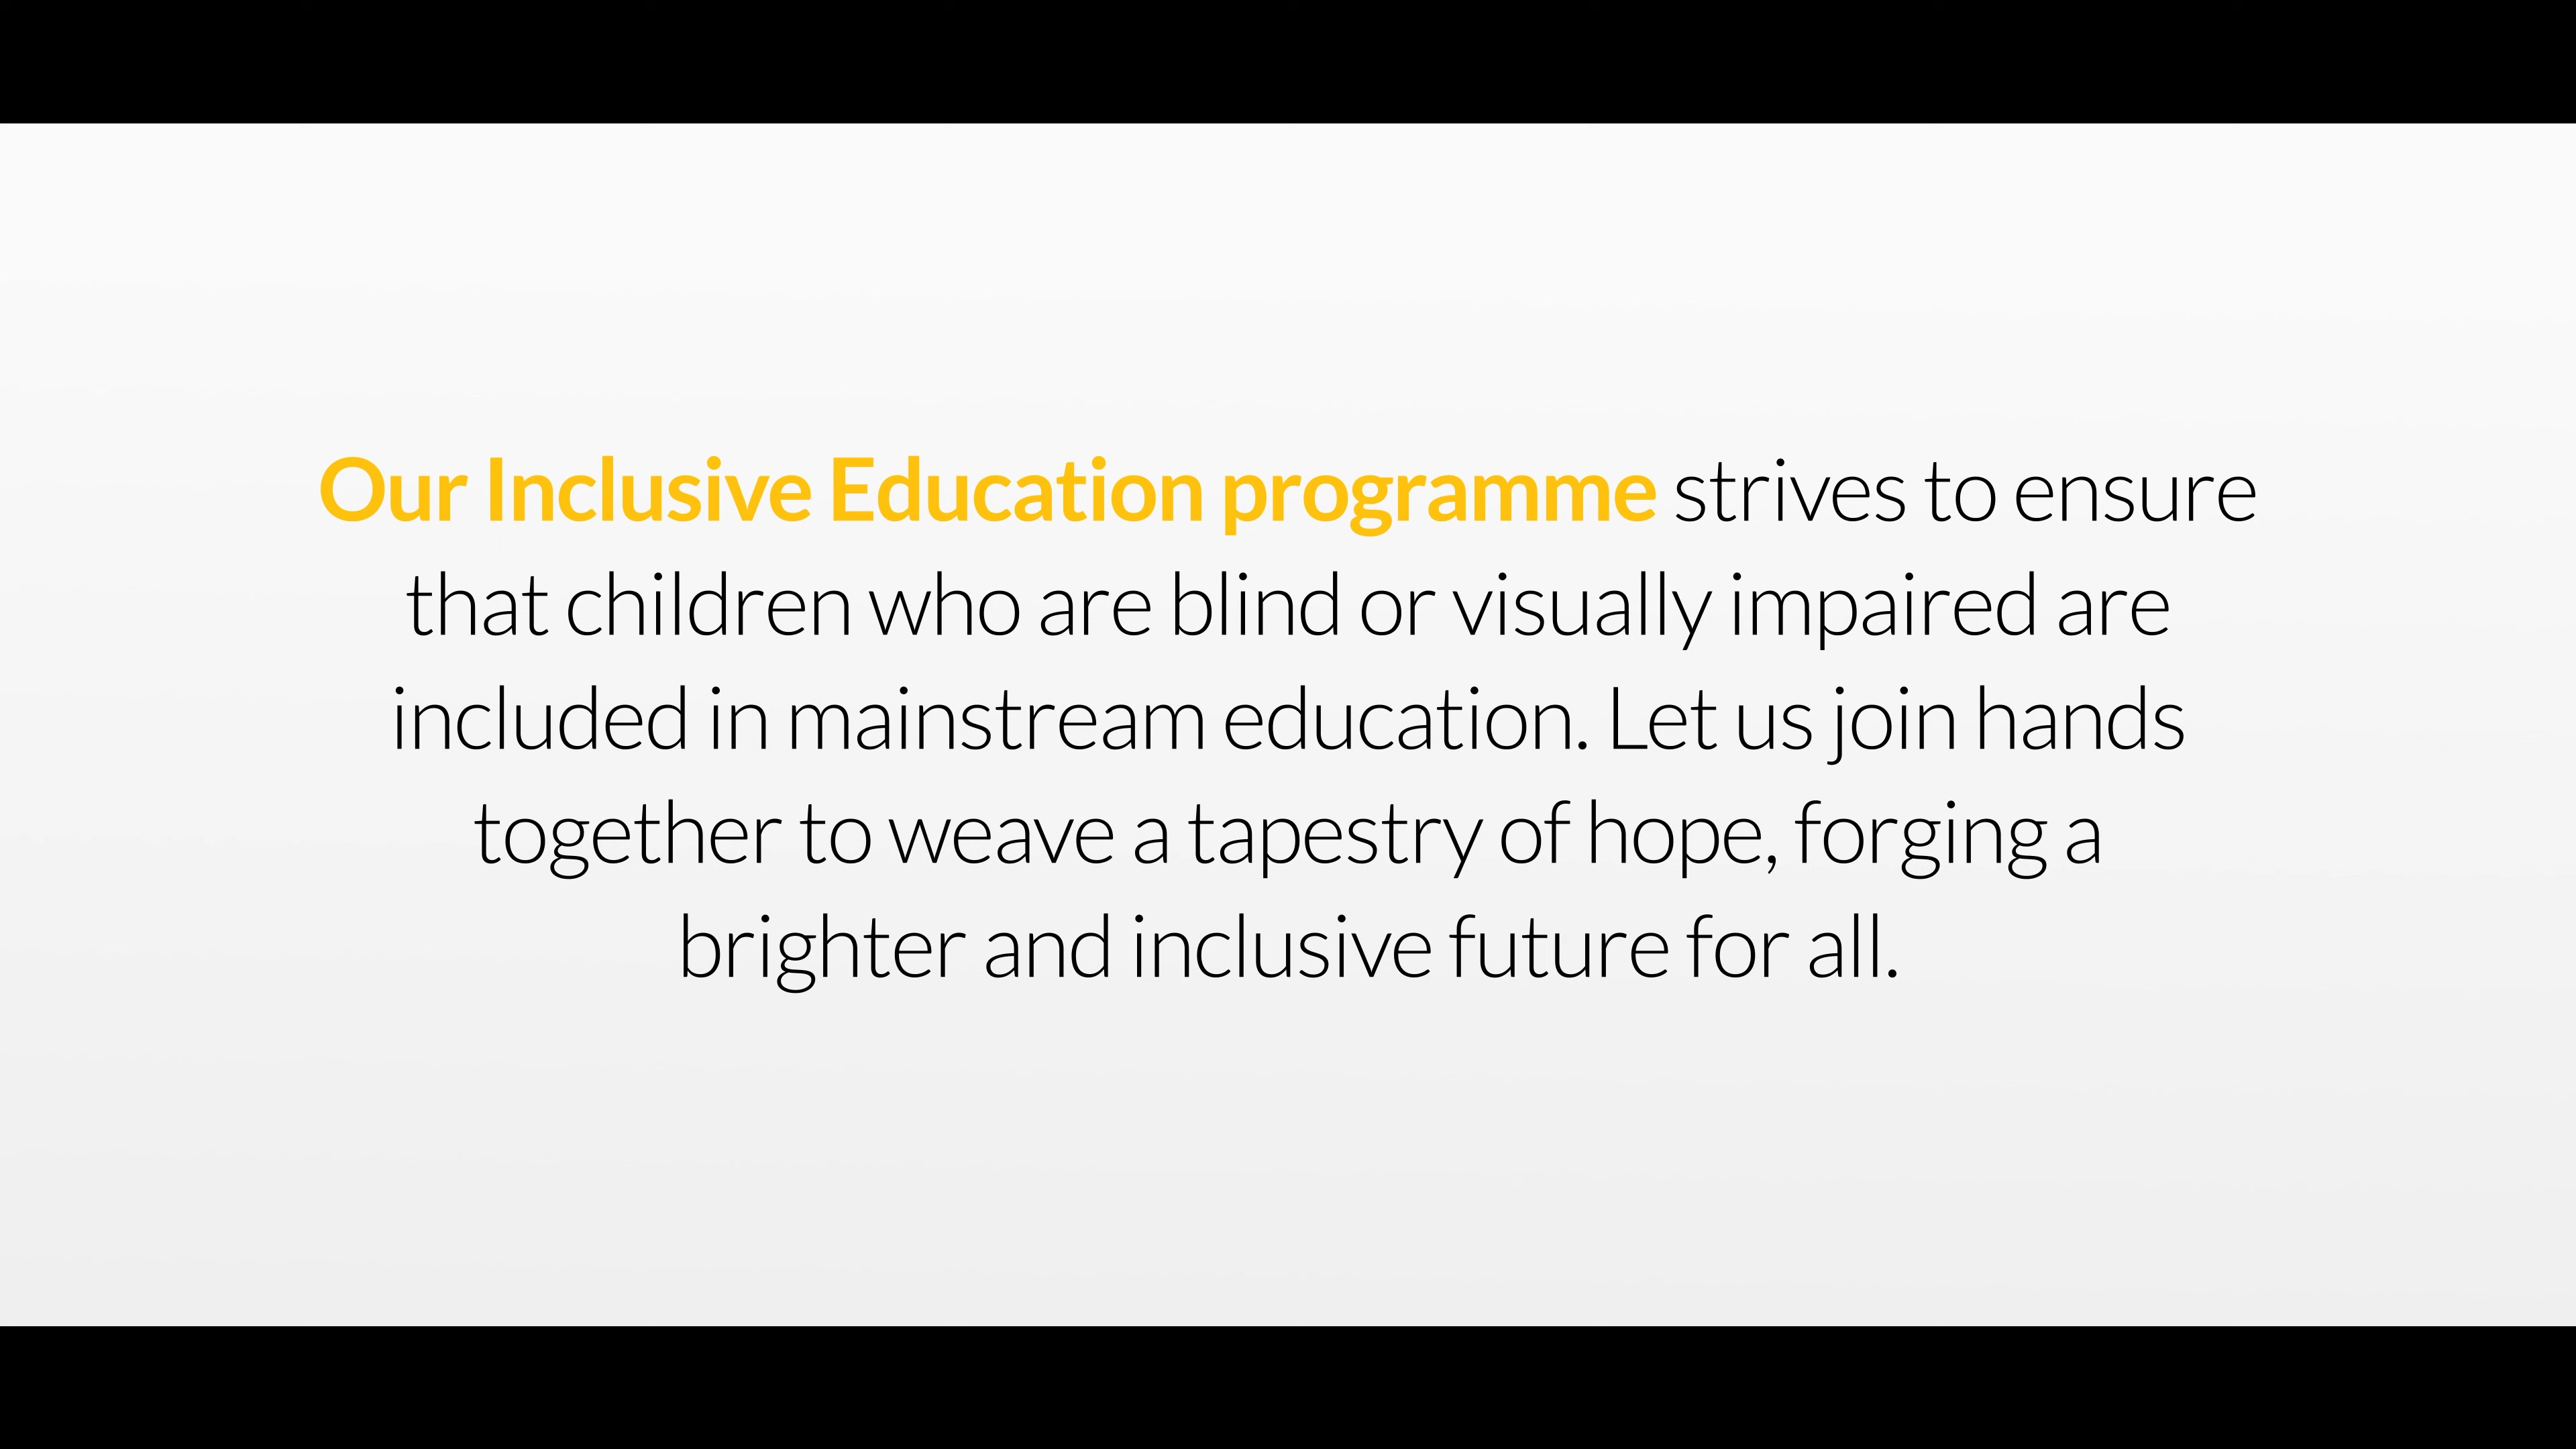 Our Inclusive Education programme strives to ensure
that children who are blind or visually impaired are
included in mainstream education. Let us join hands
together to weave a tapestry of hope, forging a
brighter and inclusive future for all.